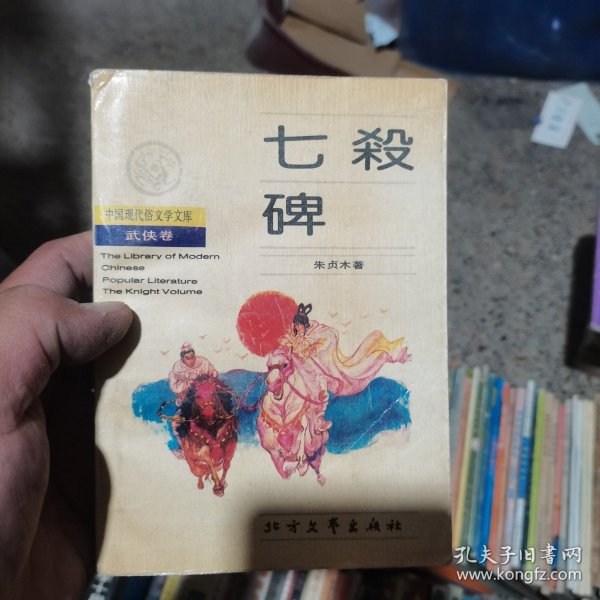 七殺
碑
朱贞木著
中国现代俗文学文库
武侠卷
The Library of Modern
Chinese
Popular Literature
The Knight Volume
北方文艺出版社
孔夫子旧书网
www.kongfz.com